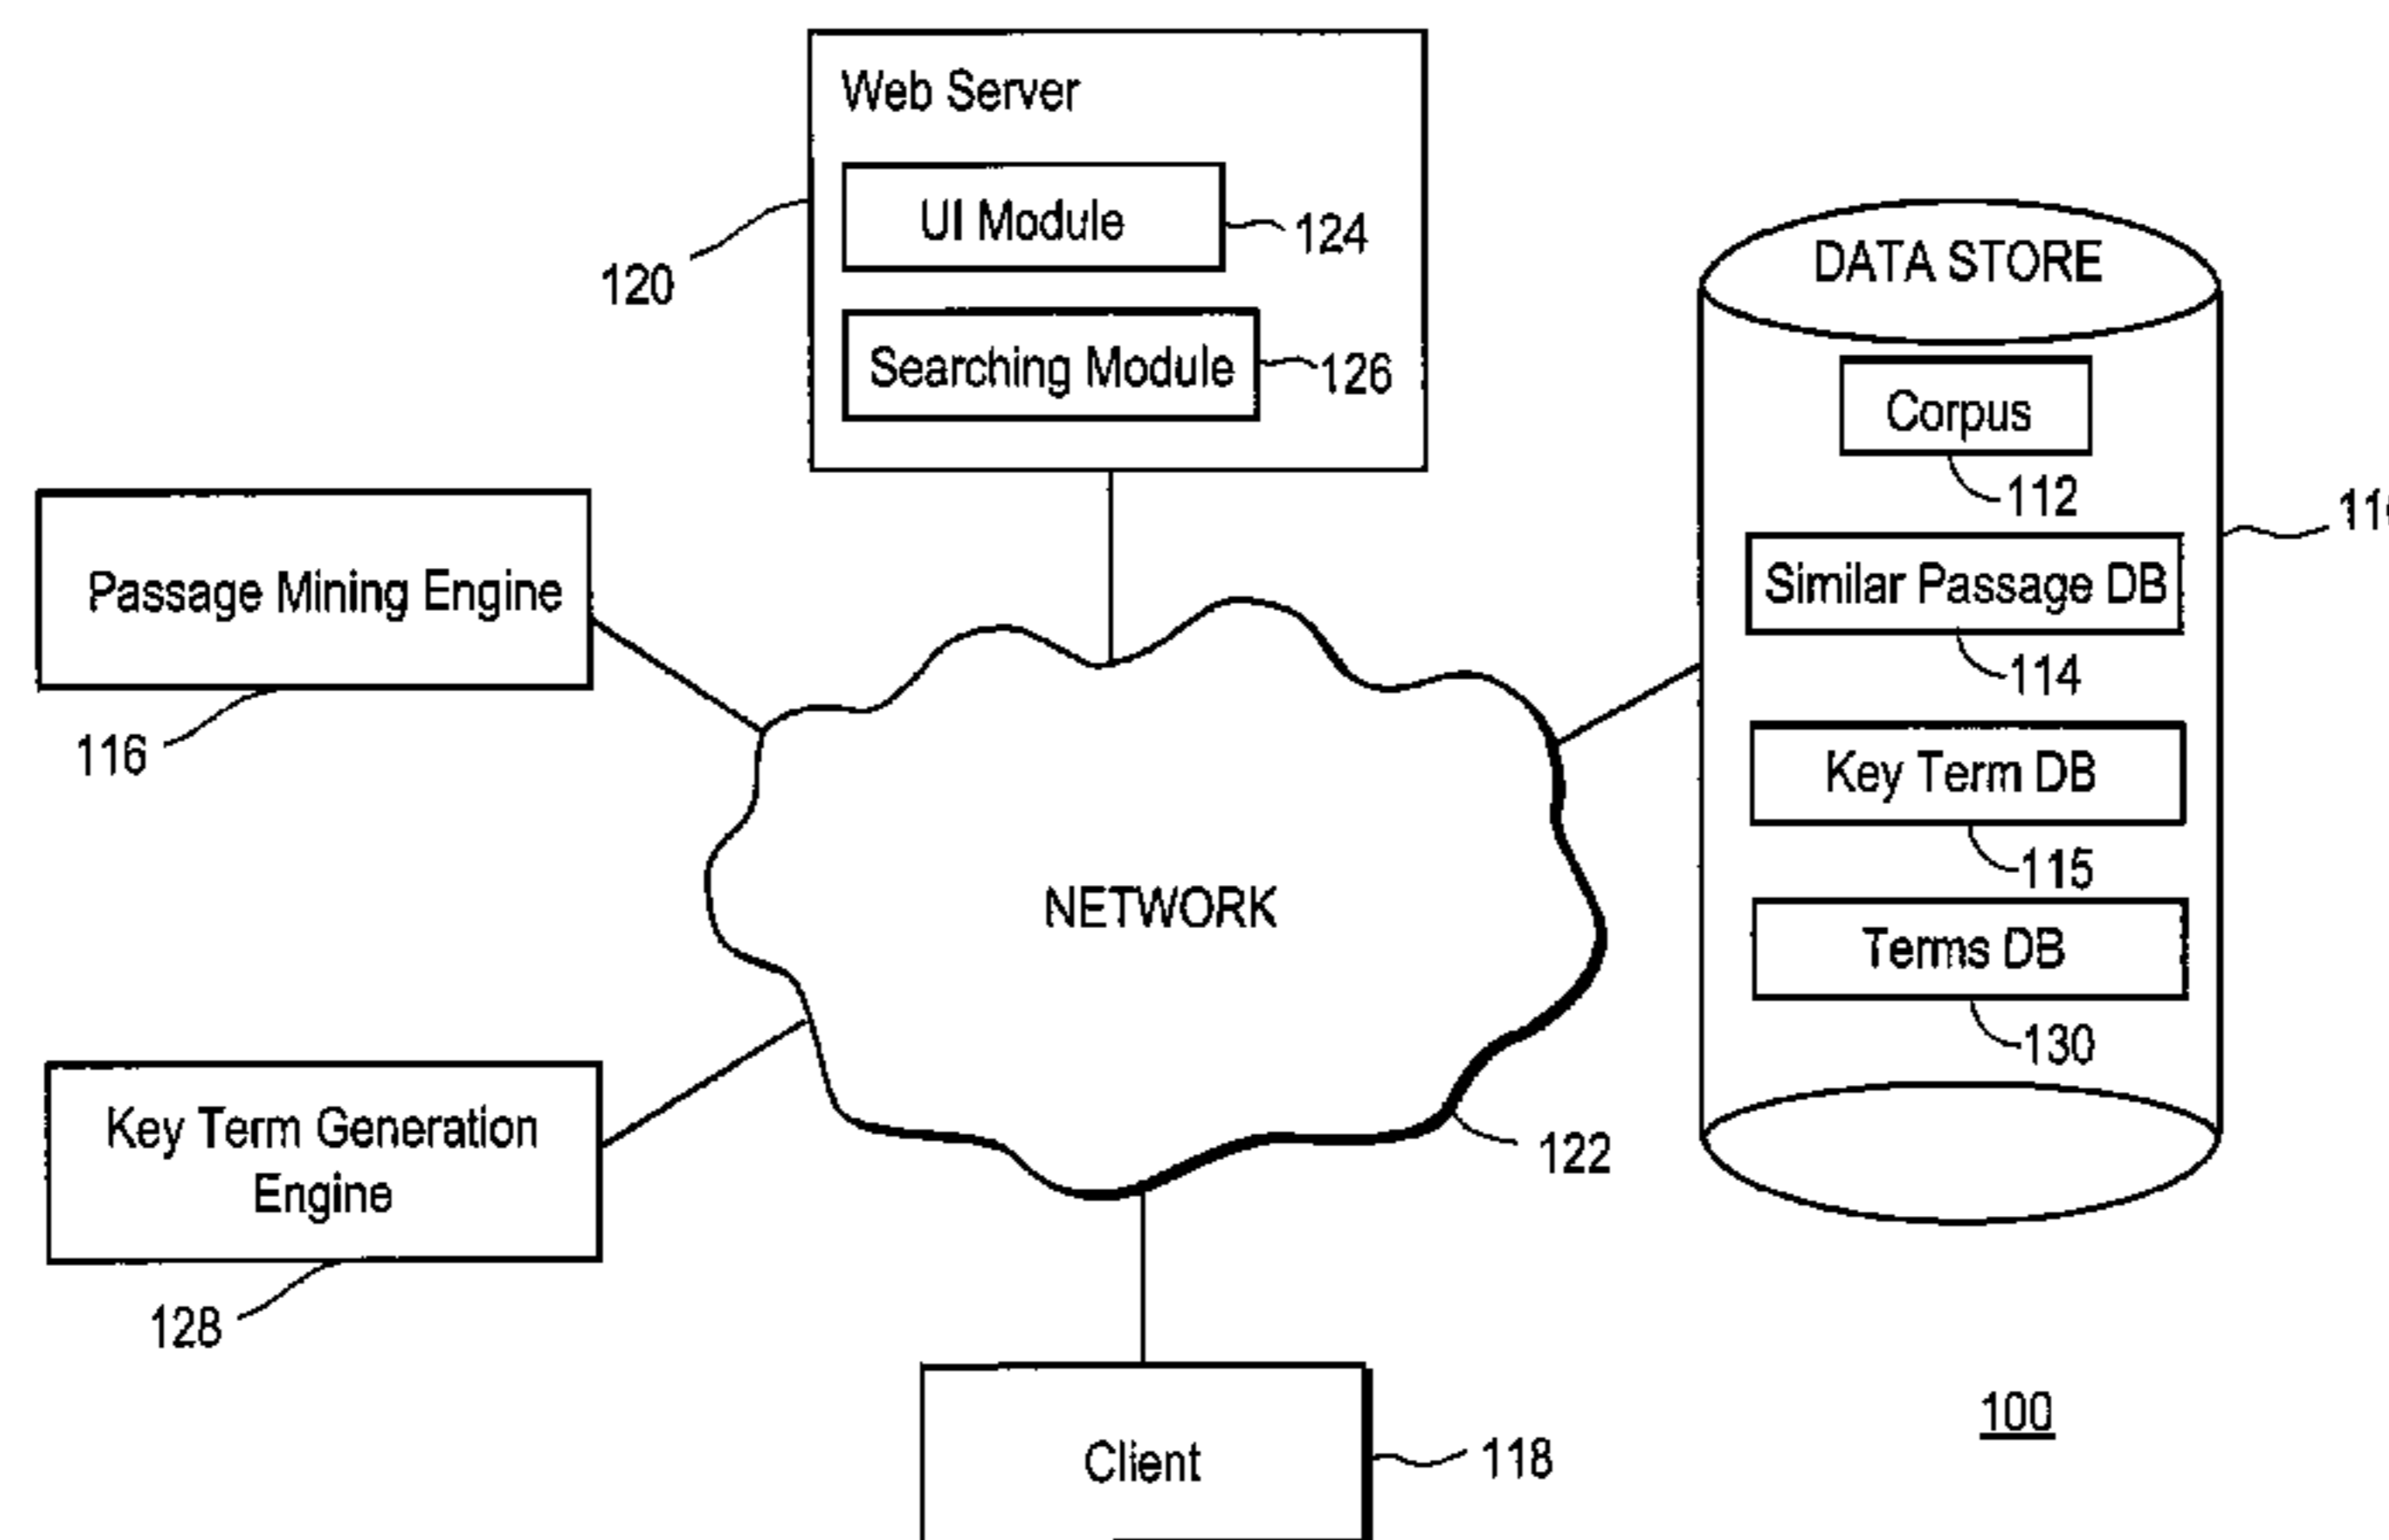 Web Server
UI Module
124
120
Searching Module
126
DATA STORE
Corpus
112
Similar Passage DB
114
Key Term DB
115
Terms DB
130
Passage Mining Engine
116
NETWORK
122
Key Term Generation
Engine
128
Client
118
100